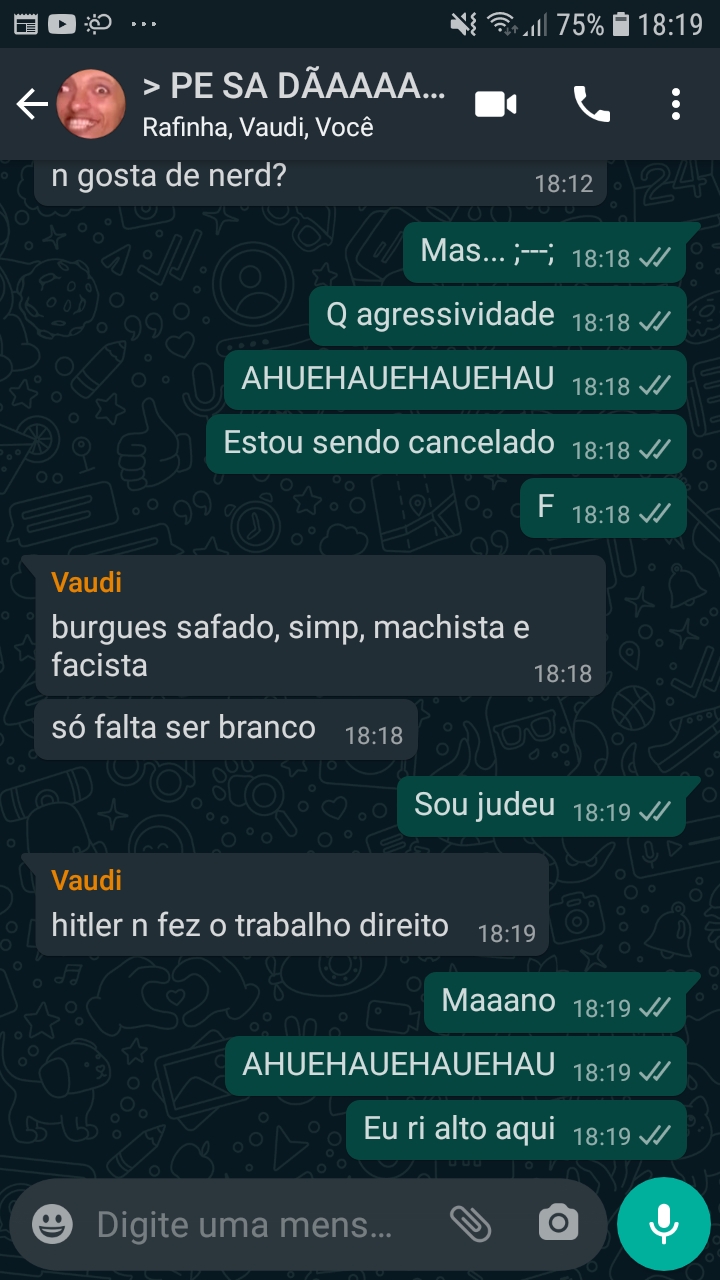 75% 18:19
> PE SA DÃAAAA...
Rafinha, Vaudi, Você
n gosta de nerd? 18:12
Mas... ;---; 18:18
Q agressividade 18:18
AHUEHAUEHAUEHAU 18:18
Estou sendo cancelado 18:18
F 18:18
Vaudi
burgues safado, simp, machista e
facista 18:18
só falta ser branco 18:18
Sou judeu 18:19
Vaudi
hitler n fez o trabalho direito 18:19
Maaano 18:19
AHUEHAUEHAUEHAU 18:19
Eu ri alto aqui 18:19
Digite uma mens...